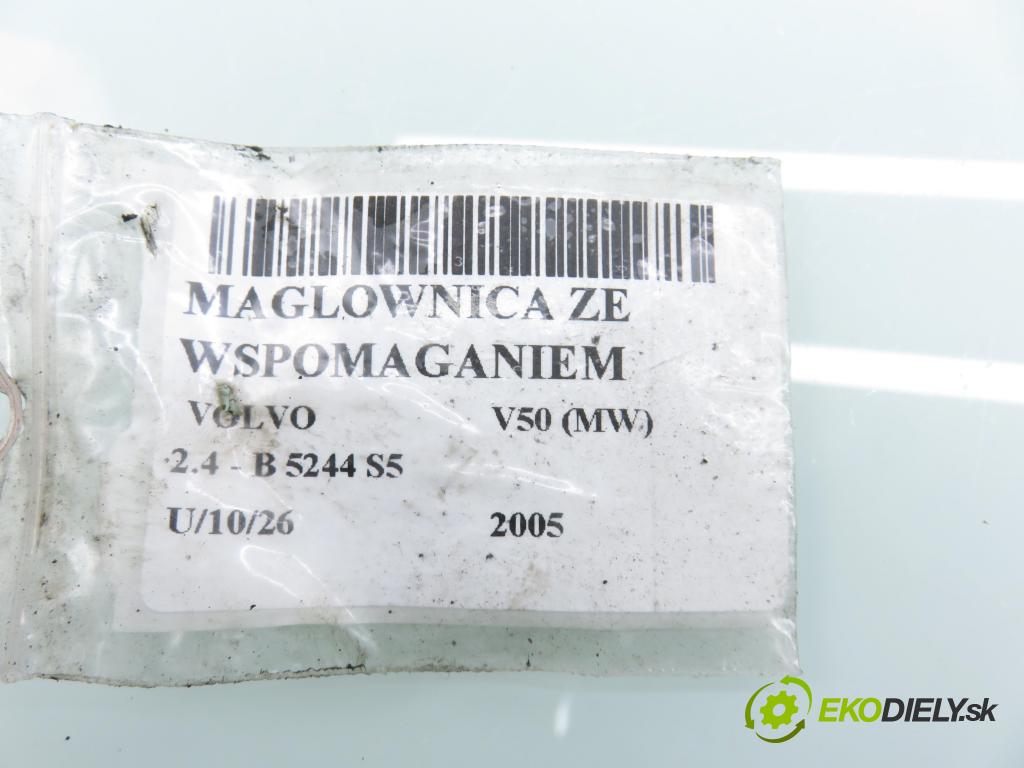 MAGLOWNICA ZE
WSPOMAGANIEM
VOLVO V50 (MW)
2.4 - B 5244 S5
U/10/26 2005
EKODIELY.sk